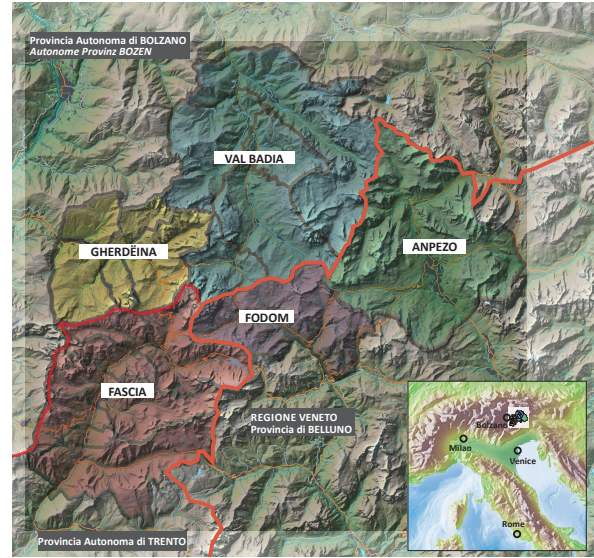 Provincia Autonoma di BOLZANO
Autonome Provinz BOZEN
VAL BADIA
GHERDËINA
ANPEZO
FODOM
FASCIA
REGIONE VENETO
Provincia di BELLUNO
Bolzano
Milan
Venice
Rome
Provincia Autonoma di TRENTO